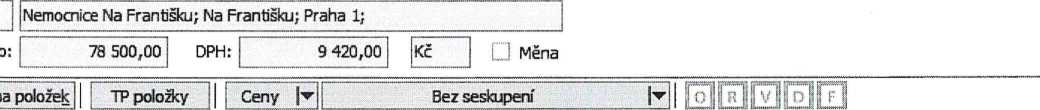 Nemocnice Na Františku; Na Františku; Praha 1;
78 500,00 DPH: 9 420,00 Kč Měna
položek TP položky Ceny Bez seskupení O R V D F